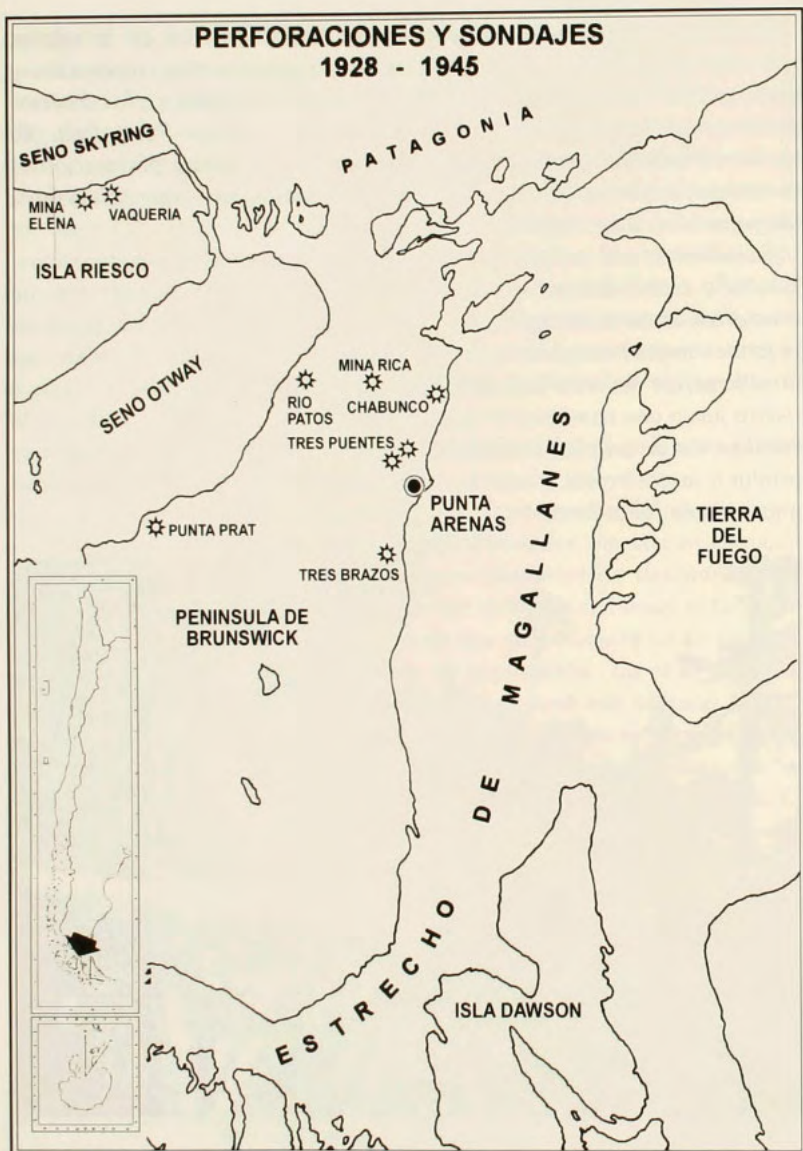 PERFORACIONES Y SONDAJES
1928 - 1945
PATAGONIA
SENO SKYRING
MINA
ELENA
VAQUERIA
ISLA RIESCO
SENO OTWAY
RIO
PATOS
MINA RICA
CHABUNCO
TRES PUENTES
PUNTA
ARENAS
PUNTA PRAT
TRES BRAZOS
PENINSULA DE
BRUNSWICK
TIERRA
DEL
FUEGO
ESTRECHO DE MAGALLANES
ISLA DAWSON